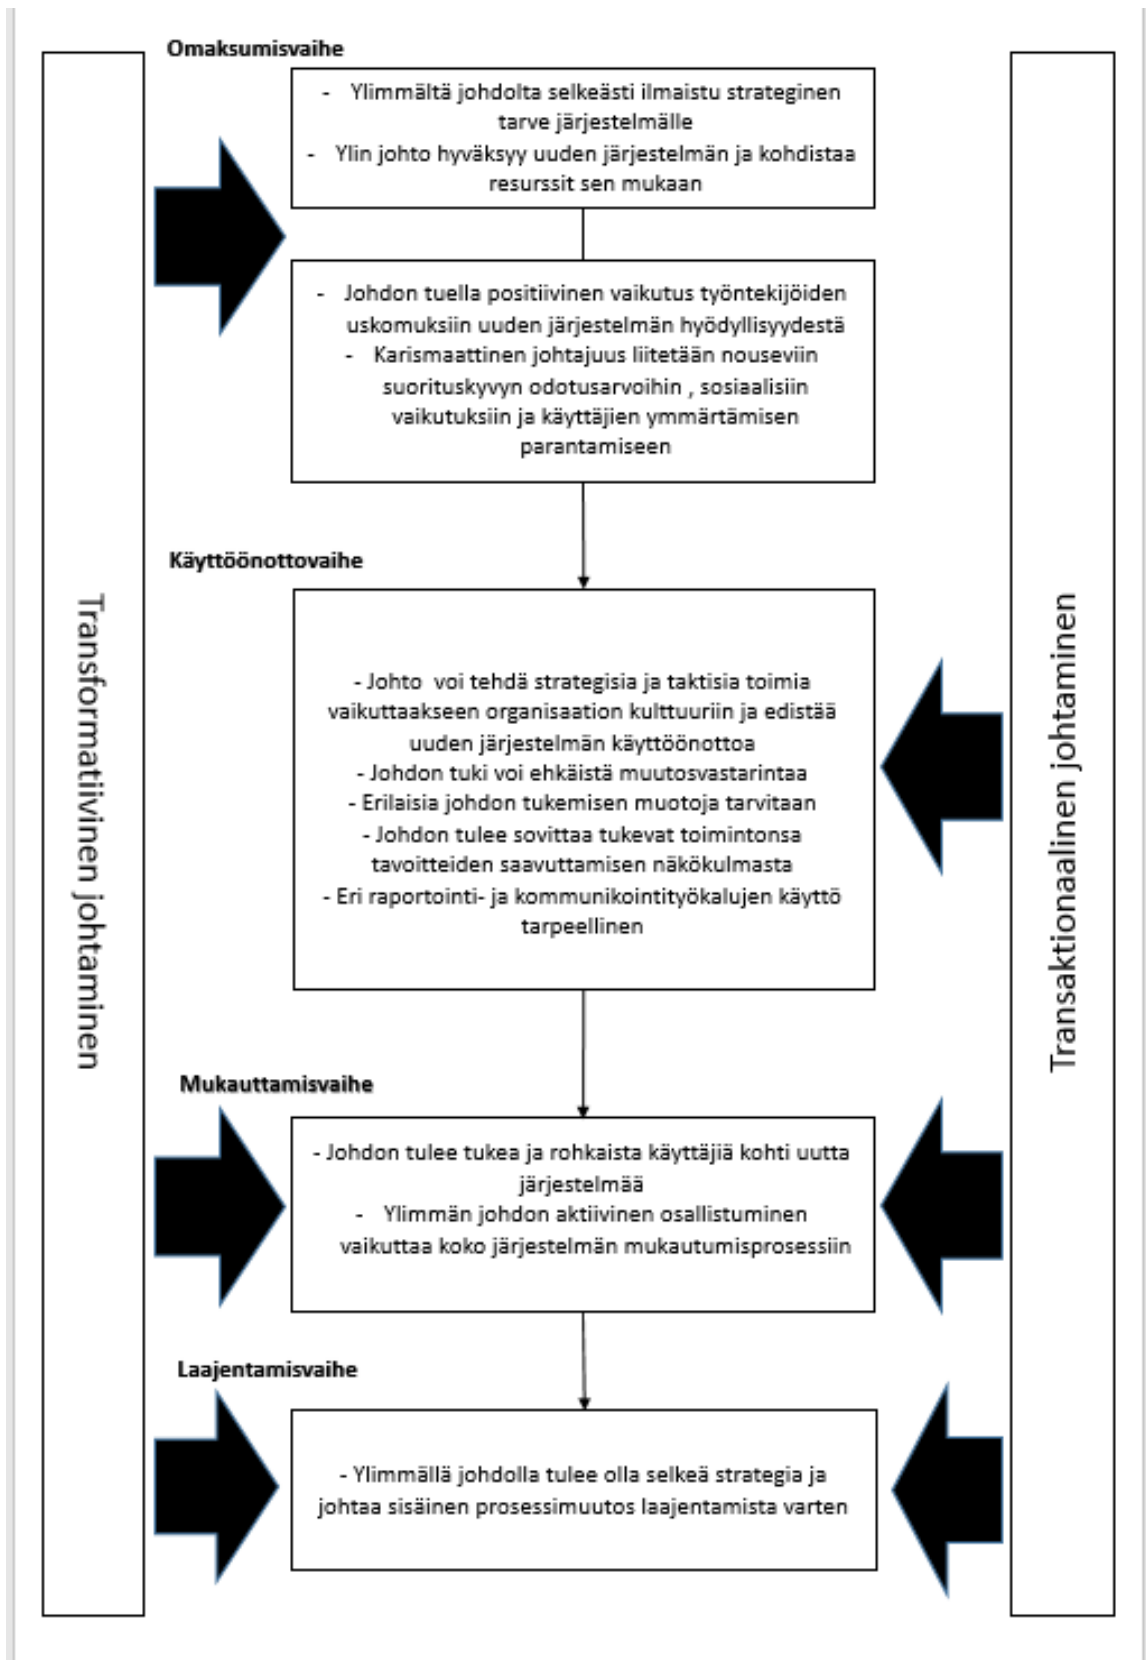 Omaksumisvaihe
- Ylimmältä johdolta selkeästi ilmaistu strateginen
tarve järjestelmälle
- Ylin johto hyväksyy uuden järjestelmän ja kohdistaa
resurssit sen mukaan
- Johdon tuella positiivinen vaikutus työntekijöiden
uskomuksiin uuden järjestelmän hyödyllisyydestä
- Karismaattinen johtajuus liitetään nouseviin
suorituskyvyn odotusarvoihin , sosiaalisiin
vaikutuksiin ja käyttäjien ymmärtämisen
parantamiseen
Käyttöönottovaihe
- Johto voi tehdä strategisia ja taktisia toimia
vaikuttaakseen organisaation kulttuuriin ja edistää
uuden järjestelmän käyttöönottoa
- Johdon tuki voi ehkäistä muutosvastarintaa
- Erilaisia johdon tukemisen muotoja tarvitaan
- Johdon tulee sovittaa tukevat toimintonsa
tavoitteiden saavuttamisen näkökulmasta
- Eri raportointi- ja kommunikointityökalujen käyttö
tarpeellinen
Mukauttamisvaihe
- Johdon tulee tukea ja rohkaista käyttäjiä kohti uutta
järjestelmää
- Ylimmän johdon aktiivinen osallistuminen
vaikuttaa koko järjestelmän mukautumisprosessiin
Laajentamisvaihe
- Ylimmällä johdolla tulee olla selkeä strategia ja
johtaa sisäinen prosessimuutos laajentamista varten
Transformatiivinen johtaminen
Transaktionaalinen johtaminen